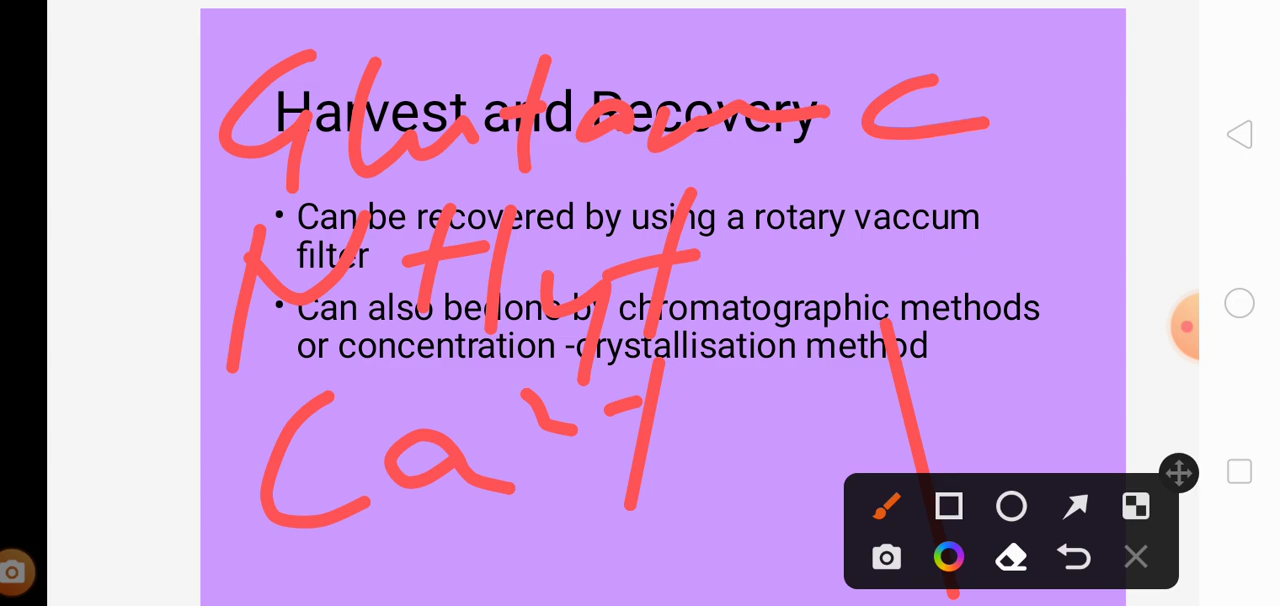 Harvest and Recovery
• Can be recovered by using a rotary vaccum
filter
• Can also be done by chromatographic methods
or concentration -crystallisation method
NH4+
Ca